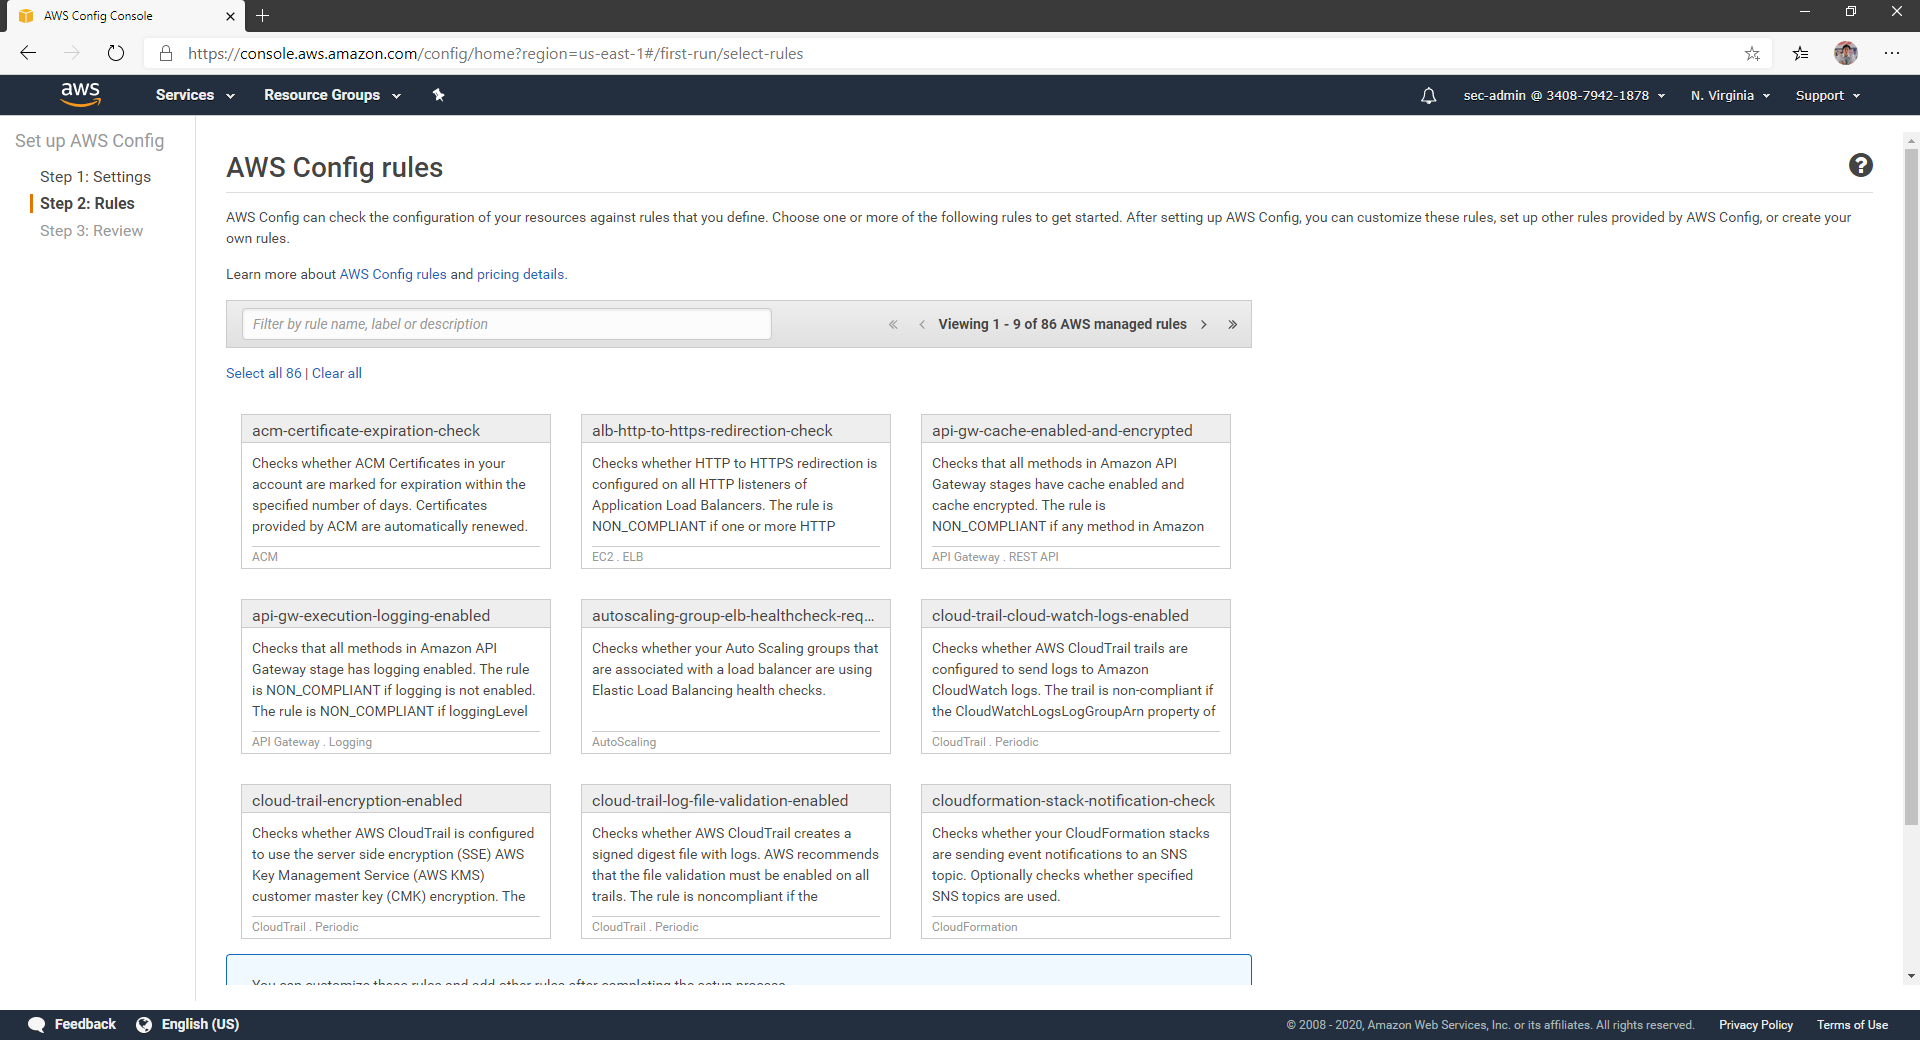 AWS Config Console
https://console.aws.amazon.com/config/home?region=us-east-1#/first-run/select-rules
aws
Services
Resource Groups
sec-admin @ 3408-7942-1878
N. Virginia
Support
Set up AWS Config
Step 1: Settings
Step 2: Rules
Step 3: Review
AWS Config rules
AWS Config can check the configuration of your resources against rules that you define. Choose one or more of the following rules to get started. After setting up AWS Config, you can customize these rules, set up other rules provided by AWS Config, or create your
own rules.
Learn more about AWS Config rules and pricing details.
Filter by rule name, label or description
« ‹ Viewing 1 - 9 of 86 AWS managed rules › »
Select all 86 | Clear all
acm-certificate-expiration-check
Checks whether ACM Certificates in your
account are marked for expiration within the
specified number of days. Certificates
provided by ACM are automatically renewed.
ACM
alb-http-to-https-redirection-check
Checks whether HTTP to HTTPS redirection is
configured on all HTTP listeners of
Application Load Balancers. The rule is
NON_COMPLIANT if one or more HTTP
EC2 . ELB
api-gw-cache-enabled-and-encrypted
Checks that all methods in Amazon API
Gateway stages have cache enabled and
cache encrypted. The rule is
NON_COMPLIANT if any method in Amazon
API Gateway . REST API
api-gw-execution-logging-enabled
Checks that all methods in Amazon API
Gateway stage has logging enabled. The rule
is NON_COMPLIANT if logging is not enabled.
The rule is NON_COMPLIANT if loggingLevel
API Gateway . Logging
autoscaling-group-elb-healthcheck-req...
Checks whether your Auto Scaling groups that
are associated with a load balancer are using
Elastic Load Balancing health checks.
AutoScaling
cloud-trail-cloud-watch-logs-enabled
Checks whether AWS CloudTrail trails are
configured to send logs to Amazon
CloudWatch logs. The trail is non-compliant if
the CloudWatchLogsLogGroupArn property of
CloudTrail . Periodic
cloud-trail-encryption-enabled
Checks whether AWS CloudTrail is configured
to use the server side encryption (SSE) AWS
Key Management Service (AWS KMS)
customer master key (CMK) encryption. The
CloudTrail . Periodic
cloud-trail-log-file-validation-enabled
Checks whether AWS CloudTrail creates a
signed digest file with logs. AWS recommends
that the file validation must be enabled on all
trails. The rule is noncompliant if the
CloudTrail . Periodic
cloudformation-stack-notification-check
Checks whether your CloudFormation stacks
are sending event notifications to an SNS
topic. Optionally checks whether specified
SNS topics are used.
CloudFormation
You can customize these rules and add other rules after completing the setup process.
Feedback
English (US)
© 2008 - 2020, Amazon Web Services, Inc. or its affiliates. All rights reserved.
Privacy Policy
Terms of Use